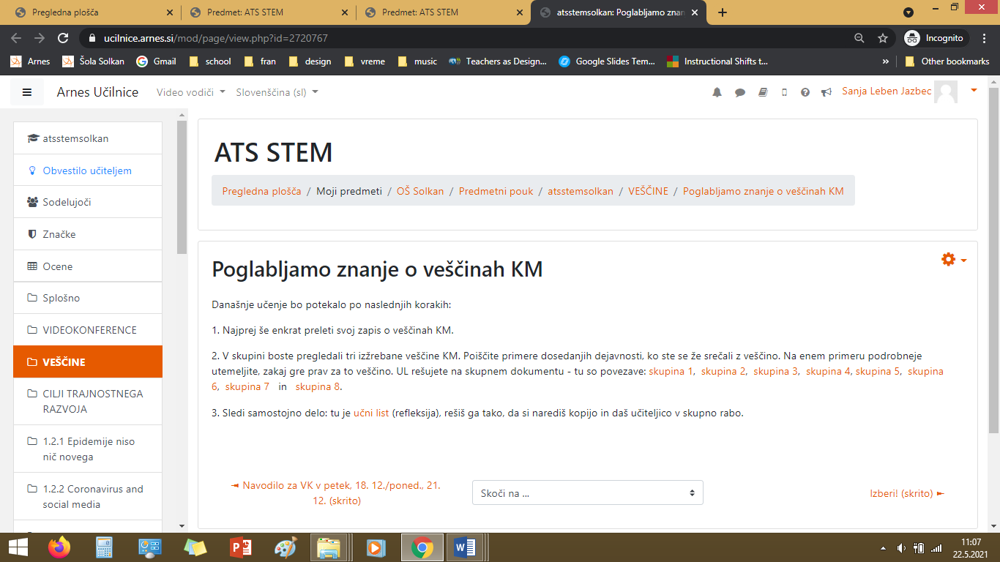 Pregledna plošča
Predmet: ATS STEM
Predmet: ATS STEM
atsstemsolkan: Poglabljamo znan
ucilnice.arnes.si/mod/page/view.php?id=2720767
Incognito
Arnes
Šola Solkan
Gmail
school
fran
design
vreme
music
Teachers as Design...
Google Slides Tem...
Instructional Shifts t...
»
Other bookmarks
Arnes Učilnice
Video vodiči
Slovenščina (sl)
Sanja Leben Jazbec
atsstemsolkan
Obvestilo učiteljem
Sodelujoči
Značke
Ocene
Splošno
VIDEOKONFERENCE
VEŠČINE
CILJI TRAJNOSTNEGA
RAZVOJA
1.2.1 Epidemije niso
nič novega
1.2.2 Coronavirus and
social media
ATS STEM
Pregledna plošča / Moji predmeti / OŠ Solkan / Predmetni pouk / atsstemsolkan / VEŠČINE / Poglabljamo znanje o veščinah KM
Poglabljamo znanje o veščinah KM
Današnje učenje bo potekalo po naslednjih korakih:
1. Najprej še enkrat preleti svoj zapis o veščinah KM.
2. V skupini boste pregledali tri izžrebane veščine KM. Poiščite primere dosedanjih dejavnosti, ko ste se že srečali z veščino. Na enem primeru podrobneje
utemeljite, zakaj gre prav za to veščino. UL rešujete na skupnem dokumentu - tu so povezave: skupina 1, skupina 2, skupina 3, skupina 4, skupina 5, skupina
6, skupina 7 in skupina 8.
3. Sledi samostojno delo: tu je učni list (refleksija), rešiš ga tako, da si narediš kopijo in daš učiteljico v skupno rabo.
◄ Navodilo za VK v petek, 18. 12./poned., 21.
12. (skrito)
Skoči na ...
Izberi! (skrito) ►
11:07
22.5.2021